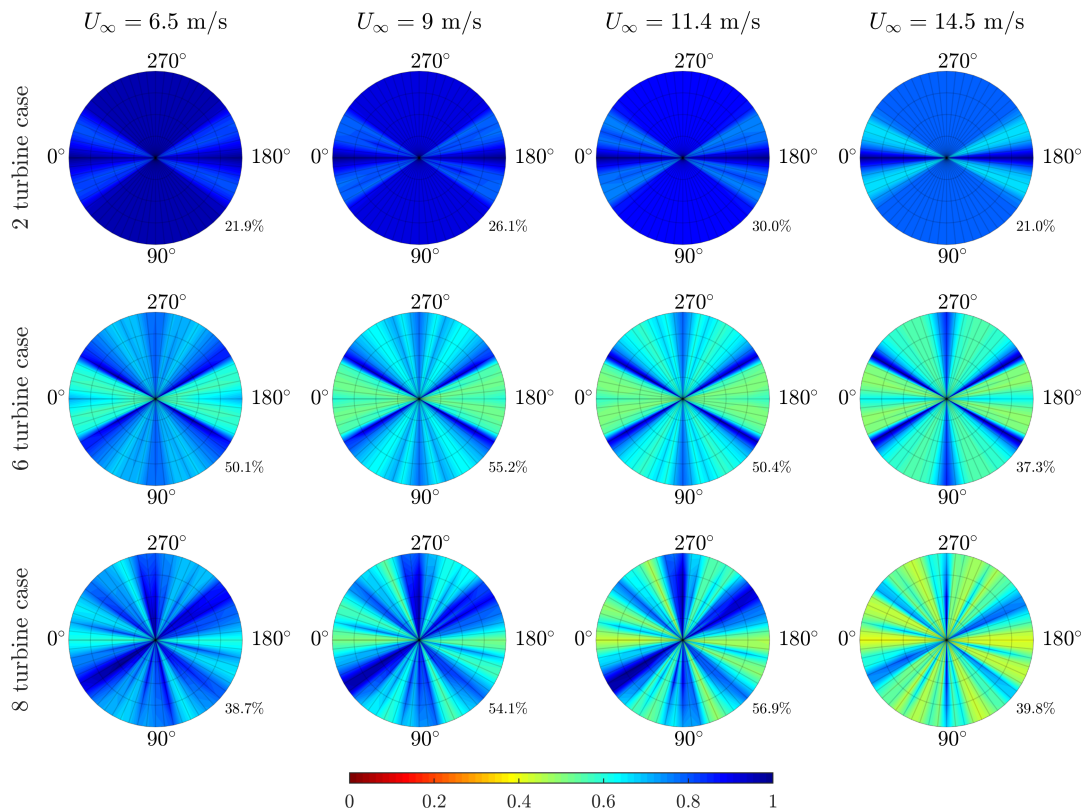 U∞ = 6.5 m/s U∞ = 9 m/s U∞ = 11.4 m/s U∞ = 14.5 m/s
2 turbine case
270° 270° 270° 270°
0° 180° 0° 180° 0° 180° 0° 180°
21.9% 26.1% 30.0% 21.0%
90° 90° 90° 90°
6 turbine case
270° 270° 270° 270°
0° 180° 0° 180° 0° 180° 0° 180°
50.1% 55.2% 50.4% 37.3%
90° 90° 90° 90°
8 turbine case
270° 270° 270° 270°
0° 180° 0° 180° 0° 180° 0° 180°
38.7% 54.1% 56.9% 39.8%
90° 90° 90° 90°
0 0.2 0.4 0.6 0.8 1